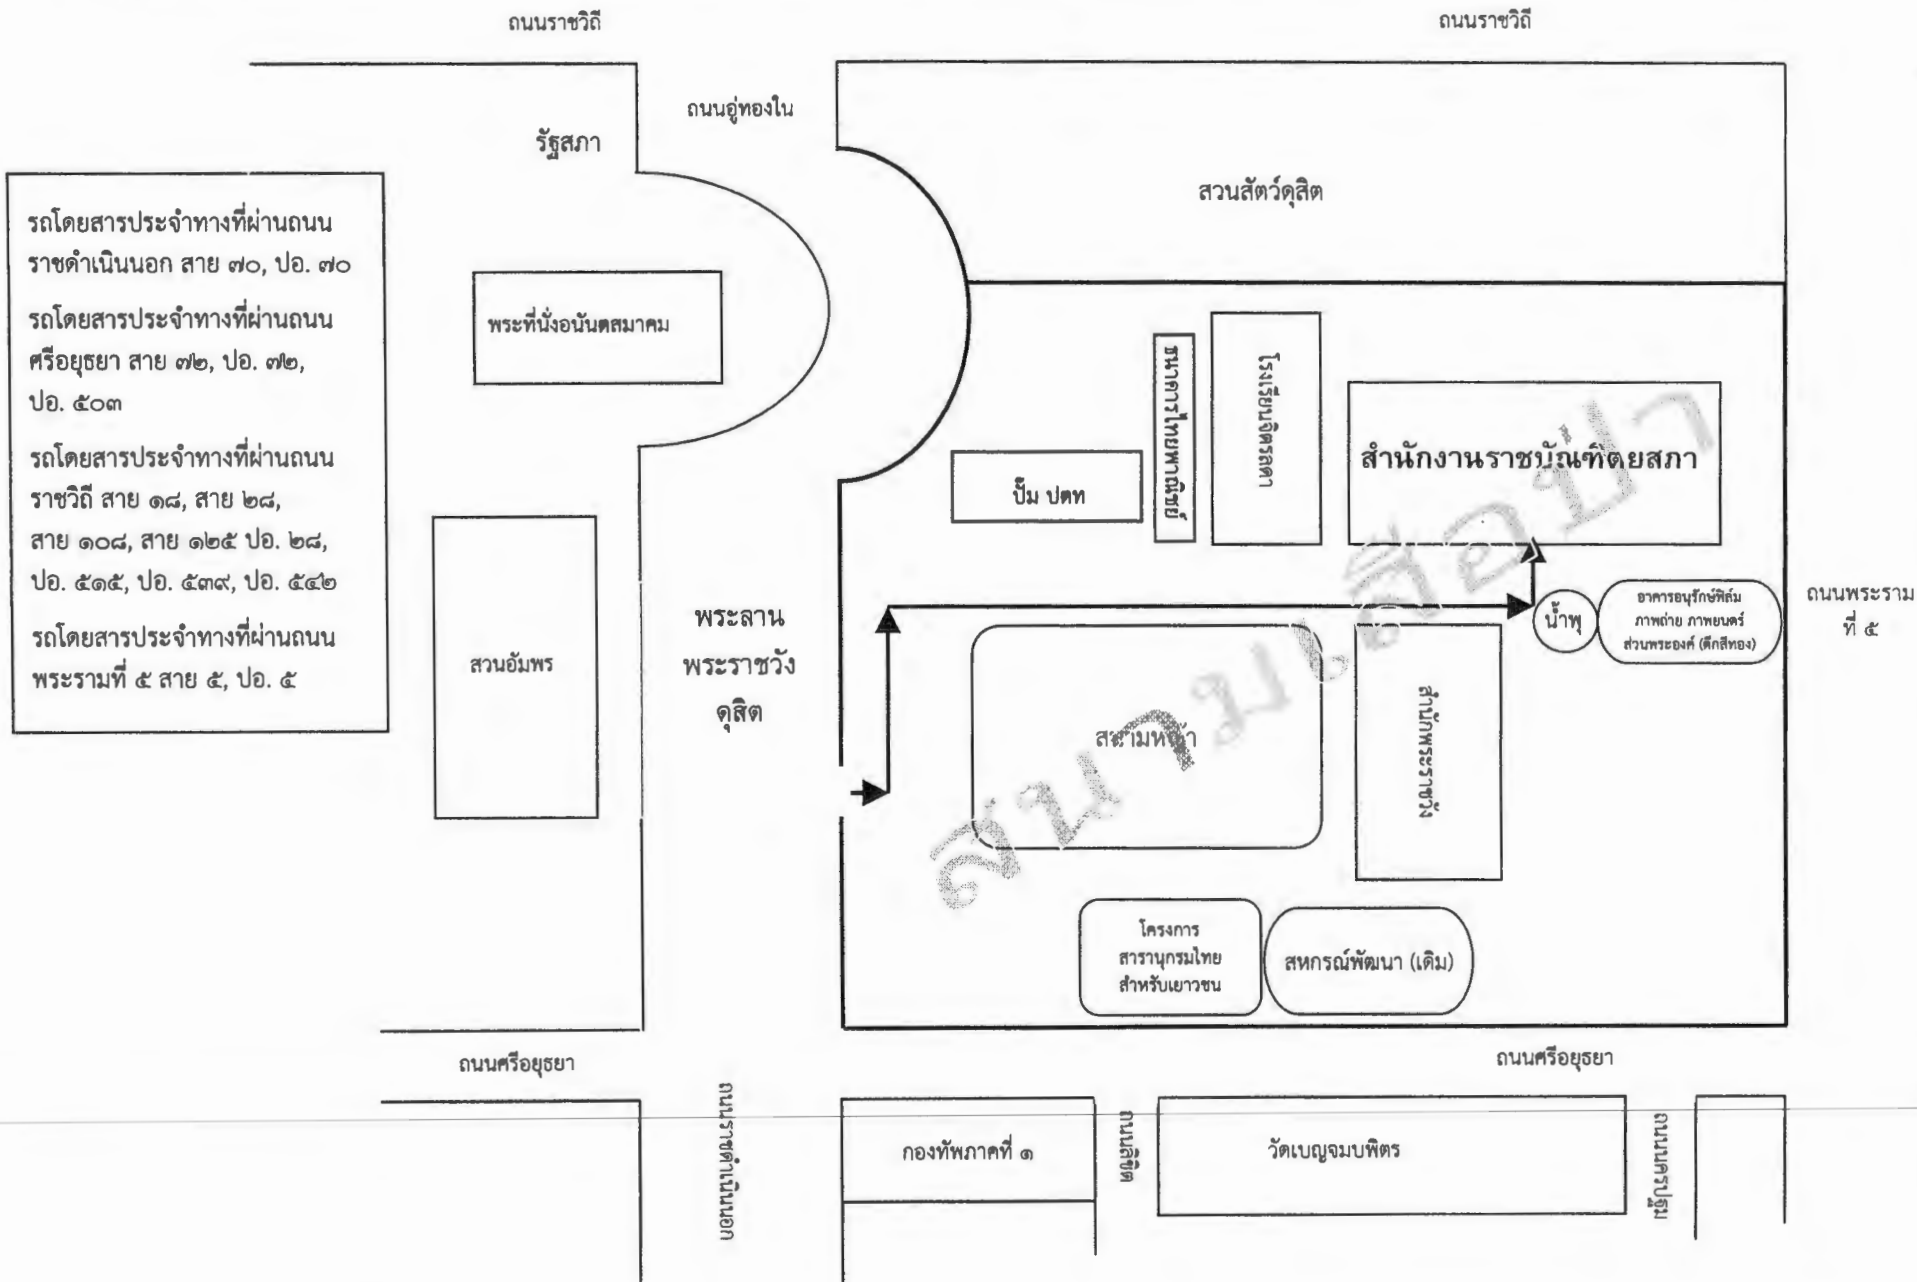 ถนนราชวิถี
ถนนราชวิถี
ถนนอู่ทองใน
รัฐสภา
สวนสัตว์ดุสิต
รถโดยสารประจำทางที่ผ่านถนน
ราชดำเนินนอก สาย ๗๐, ปอ. ๗๐
รถโดยสารประจำทางที่ผ่านถนน
ศรีอยุธยา สาย ๗๒, ปอ. ๗๒,
ปอ. ๕๐๓
รถโดยสารประจำทางที่ผ่านถนน
ราชวิถี สาย ๑๘, สาย ๒๘,
สาย ๑๐๘, สาย ๑๒๕ ปอ. ๒๘,
ปอ. ๕๑๕, ปอ. ๕๓๙, ปอ. ๕๔๒
รถโดยสารประจำทางที่ผ่านถนน
พระรามที่ ๕ สาย ๕, ปอ. ๕
พระที่นั่งอนันตสมาคม
ธนาคารไทยพาณิชย์
โรงเรียนจิตรลดา
สำนักงานราชบัณฑิตยสภา
ปั๊ม ปตท
สวนอัมพร
พระลาน
พระราชวัง
ดุสิต
น้ำพุ
อาคารอนุรักษ์ฟิล์ม
ภาพถ่าย ภาพยนตร์
ส่วนพระองค์ (ตึกสีทอง)
ถนนพระราม
ที่ ๕
สนามหญ้า
สำนักพระราชวัง
สนามเสือป่า
โครงการ
สารานุกรมไทย
สำหรับเยาวชน
สหกรณ์พัฒนา (เดิม)
ถนนศรีอยุธยา
ถนนศรีอยุธยา
ถนนราชดำเนินนอก
กองทัพภาคที่ ๑
ถนนลิขิต
วัดเบญจมบพิตร
ถนนนครปฐม